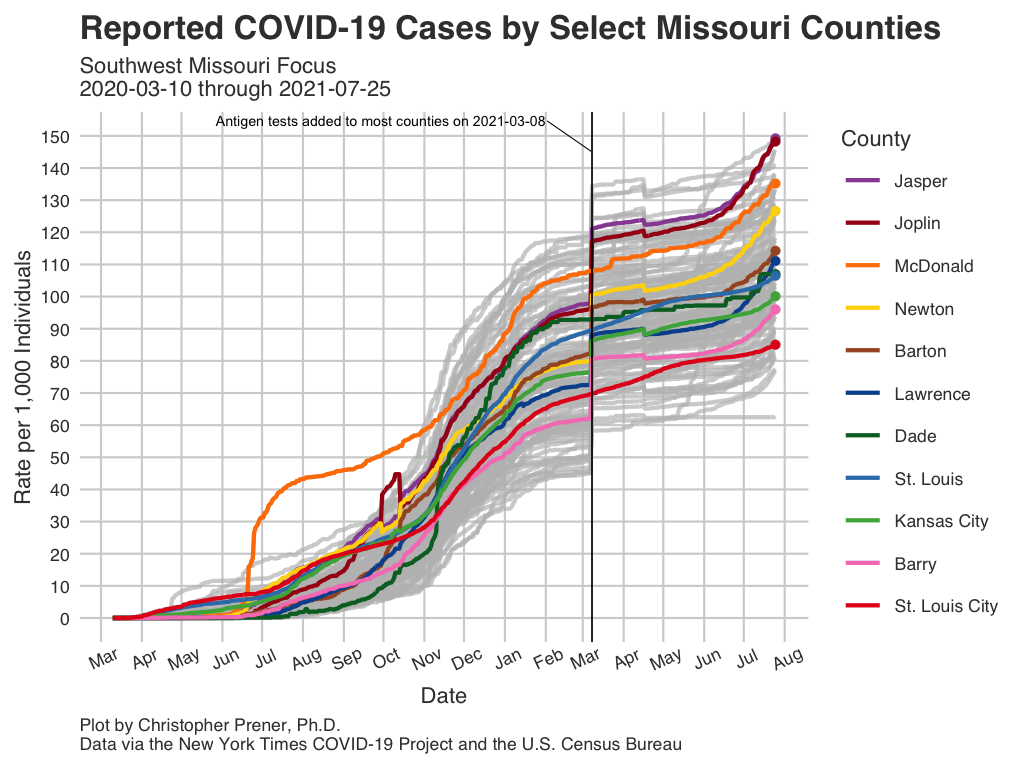 Reported COVID-19 Cases by Select Missouri Counties
Southwest Missouri Focus
2020-03-10 through 2021-07-25
Antigen tests added to most counties on 2021-03-08
Rate per 1,000 Individuals
150
140
130
120
110
100
90
80
70
60
50
40
30
20
10
0
Mar Apr May Jun Jul Aug Sep Oct Nov Dec Jan Feb Mar Apr May Jun Jul Aug
Date
County
Jasper
Joplin
McDonald
Newton
Barton
Lawrence
Dade
St. Louis
Kansas City
Barry
St. Louis City
Plot by Christopher Prener, Ph.D.
Data via the New York Times COVID-19 Project and the U.S. Census Bureau